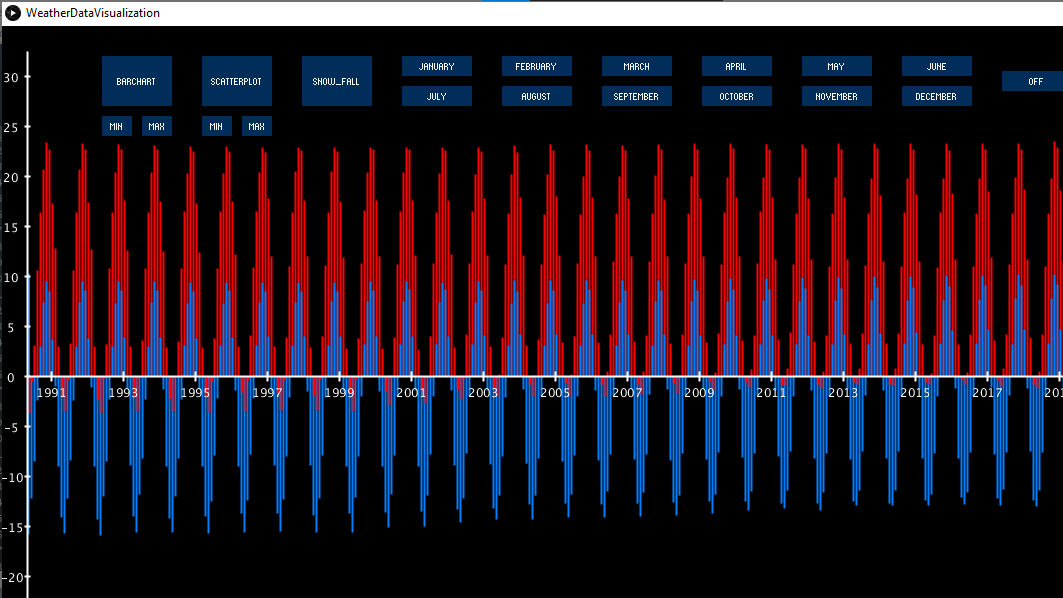 WeatherDataVisualization
BARCHART SCATTERPLOT SNOW_FALL JANUARY FEBRUARY MARCH APRIL MAY JUNE OFF
JULY AUGUST SEPTEMBER OCTOBER NOVEMBER DECEMBER
MIN MAX MIN MAX
30
25
20
15
10
5
0
1991 1993 1995 1997 1999 2001 2003 2005 2007 2009 2011 2013 2015 2017 201
-5
-10
-15
-20